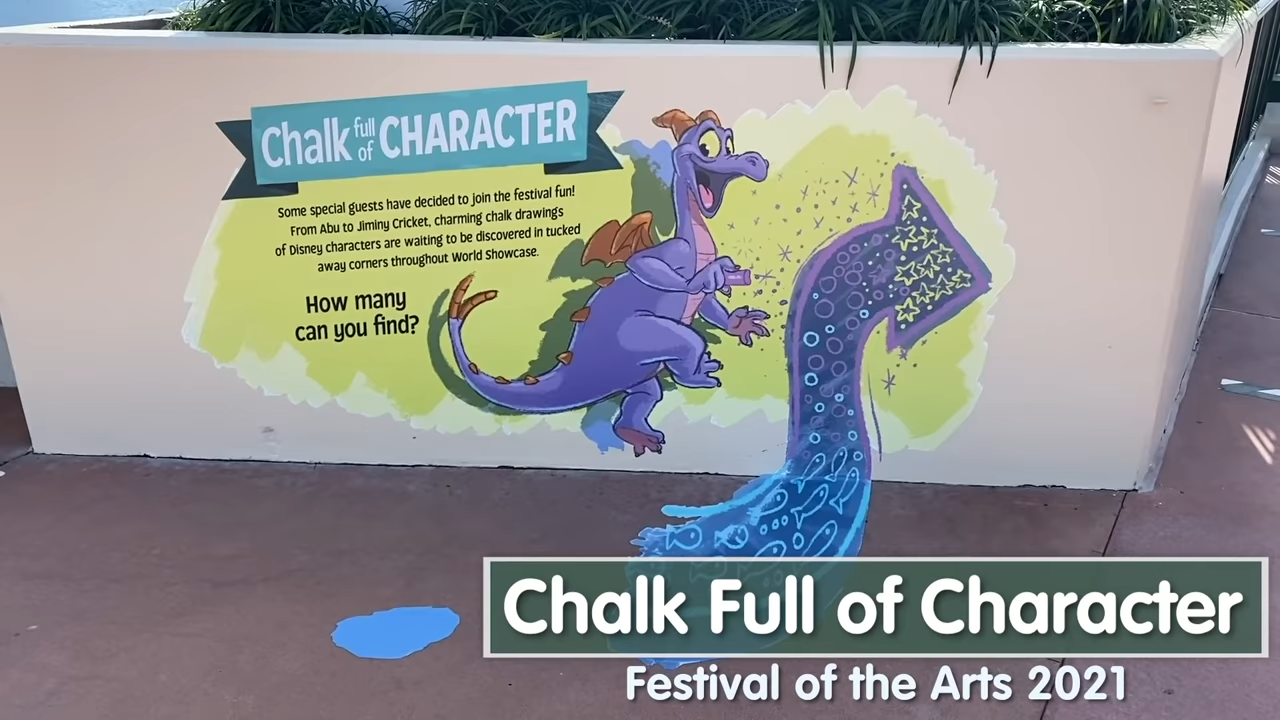 Chalk full of CHARACTER
Some special guests have decided to join the festival fun!
From Abu to Jiminy Cricket, charming chalk drawings
of Disney characters are waiting to be discovered in tucked
away corners throughout World Showcase.
How many
can you find?
Chalk Full of Character
Festival of the Arts 2021